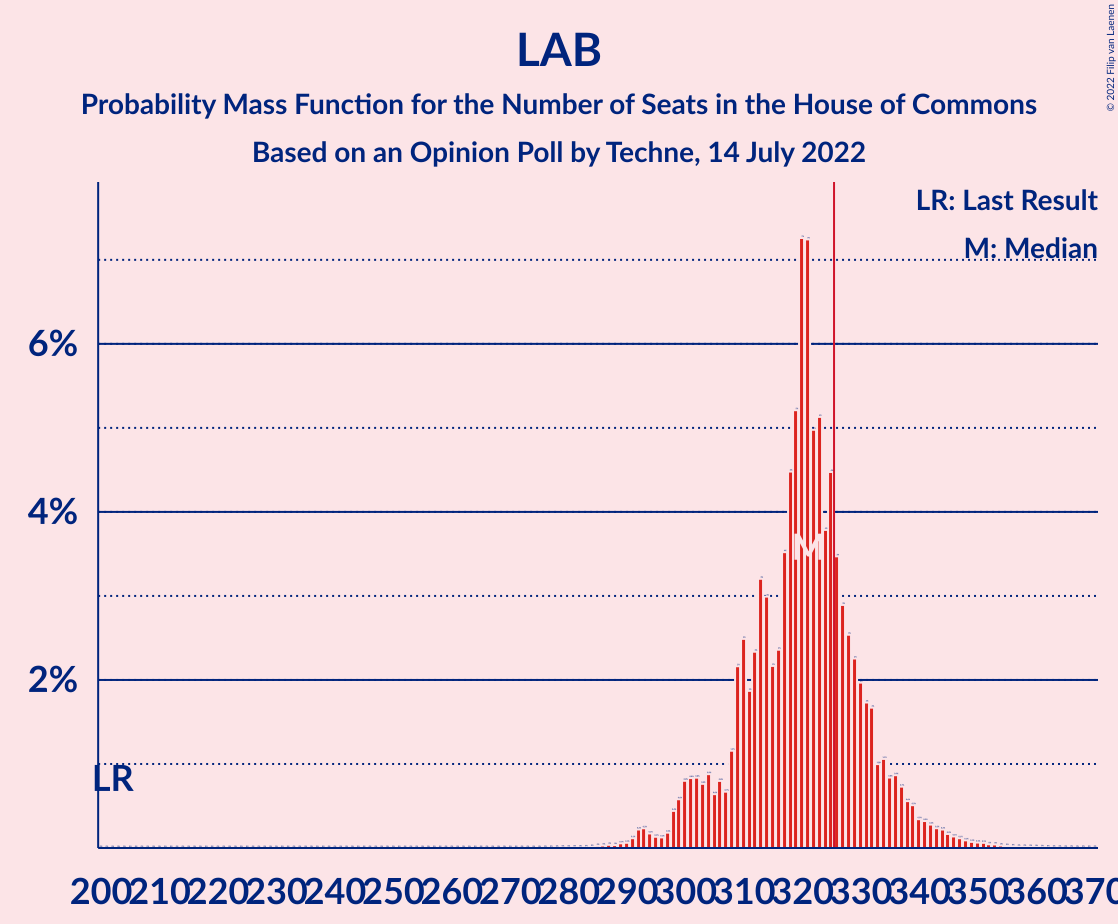 LAB
Probability Mass Function for the Number of Seats in the House of Commons
Based on an Opinion Poll by Techne, 14 July 2022
© 2022 Filip van Laenen
LR: Last Result
M: Median
6%
4%
2%
M
LR
200 210 220 230 240 250 260 270 280 290 300 310 320 330 340 350 360 370